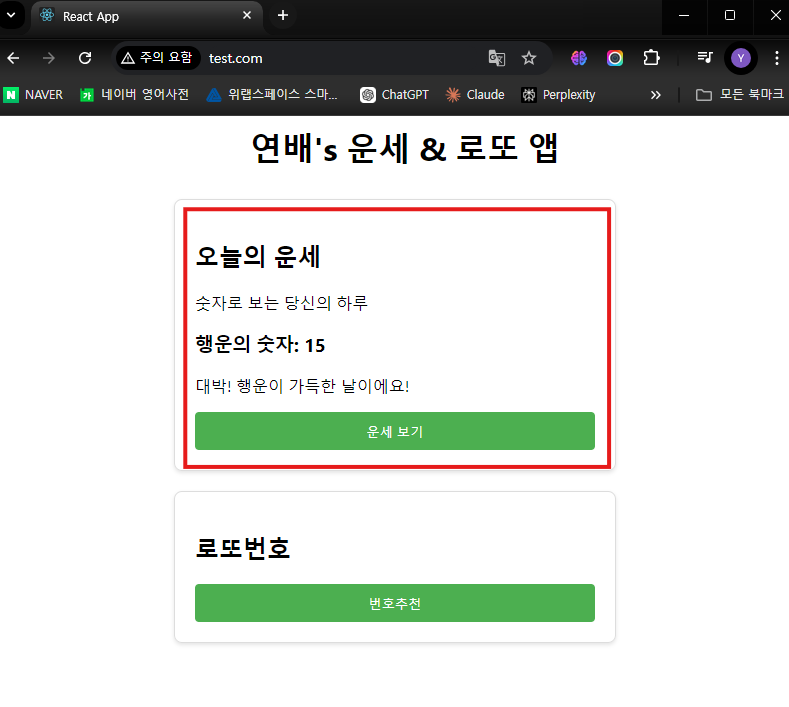 React App
주의 요함
test.com
Y
NAVER
네이버 영어사전
위랩스페이스 스마...
ChatGPT
Claude
Perplexity
모든 북마크
연배's 운세 & 로또 앱
오늘의 운세
숫자로 보는 당신의 하루
행운의 숫자: 15
대박! 행운이 가득한 날이에요!
운세 보기
로또번호
번호추천